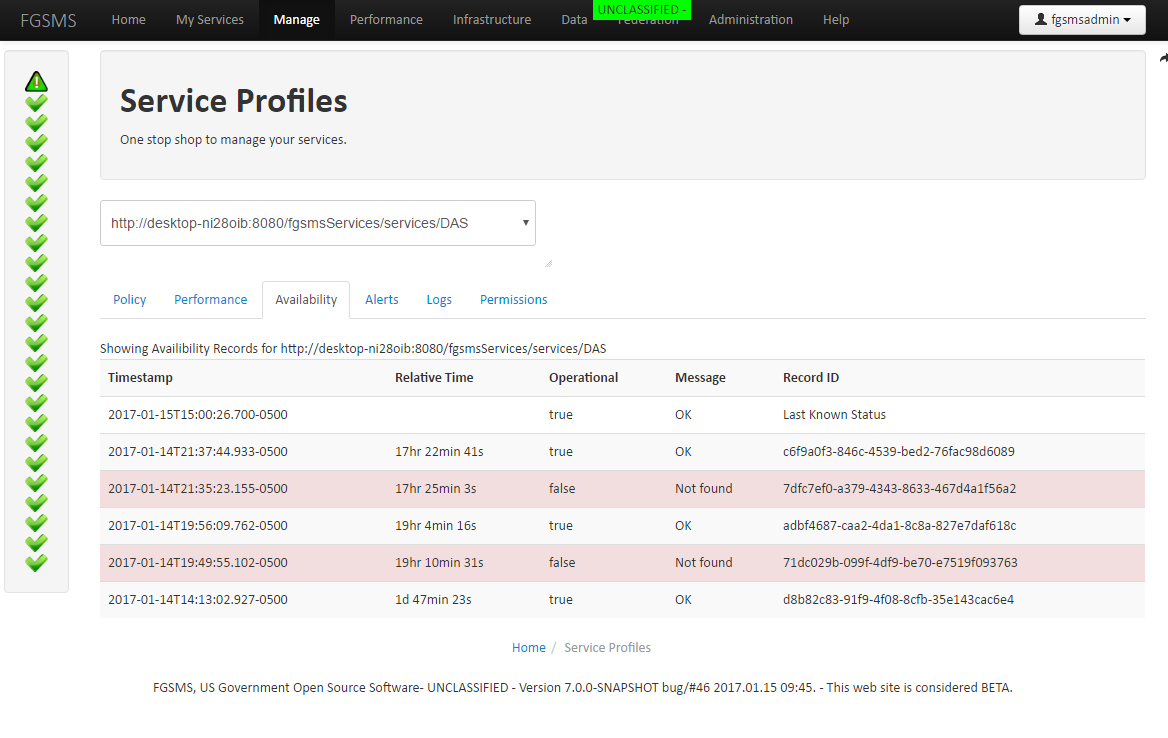 FGSMS Home My Services Manage Performance Infrastructure Data Federation Administration Help fgsmsadmin
UNCLASSIFIED -
Service Profiles
One stop shop to manage your services.
http://desktop-ni28oib:8080/fgsmsServices/services/DAS
Policy Performance Availability Alerts Logs Permissions
Showing Availibility Records for http://desktop-ni28oib:8080/fgsmsServices/services/DAS
Timestamp Relative Time Operational Message Record ID
2017-01-15T15:00:26.700-0500 true OK Last Known Status
2017-01-14T21:37:44.933-0500 17hr 22min 41s true OK c6f9a0f3-846c-4539-bed2-76fac98d6089
2017-01-14T21:35:23.155-0500 17hr 25min 3s false Not found 7dfc7ef0-a379-4343-8633-467d4a1f56a2
2017-01-14T19:56:09.762-0500 19hr 4min 16s true OK adbf4687-caa2-4da1-8c8a-827e7daf618c
2017-01-14T19:49:55.102-0500 19hr 10min 31s false Not found 71dc029b-099f-4df9-be70-e7519f093763
2017-01-14T14:13:02.927-0500 1d 47min 23s true OK d8b82c83-91f9-4f08-8cfb-35e143cac6e4
Home / Service Profiles
FGSMS, US Government Open Source Software- UNCLASSIFIED - Version 7.0.0-SNAPSHOT bug/#46 2017.01.15 09:45. - This web site is considered BETA.